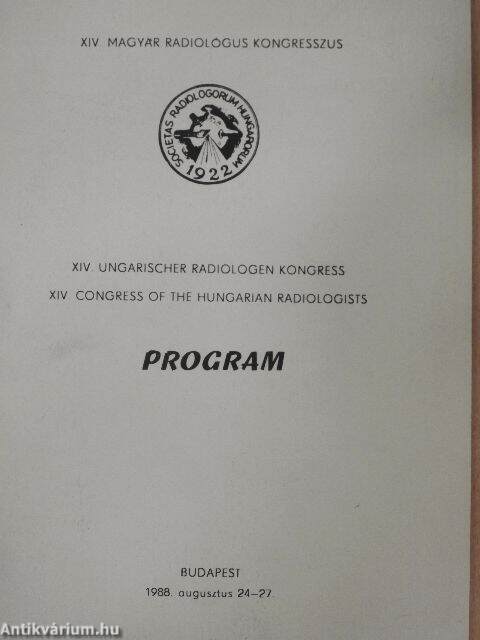 XIV. MAGYAR RADIOLÓGUS KONGRESSZUS
SOCIETAS RADIOLOGORUM HUNGARORUM
1922
XIV. UNGARISCHER RADIOLOGEN KONGRESS
XIV CONGRESS OF THE HUNGARIAN RADIOLOGISTS
PROGRAM
BUDAPEST
1988. augusztus 24–27.
Antikvárium.hu